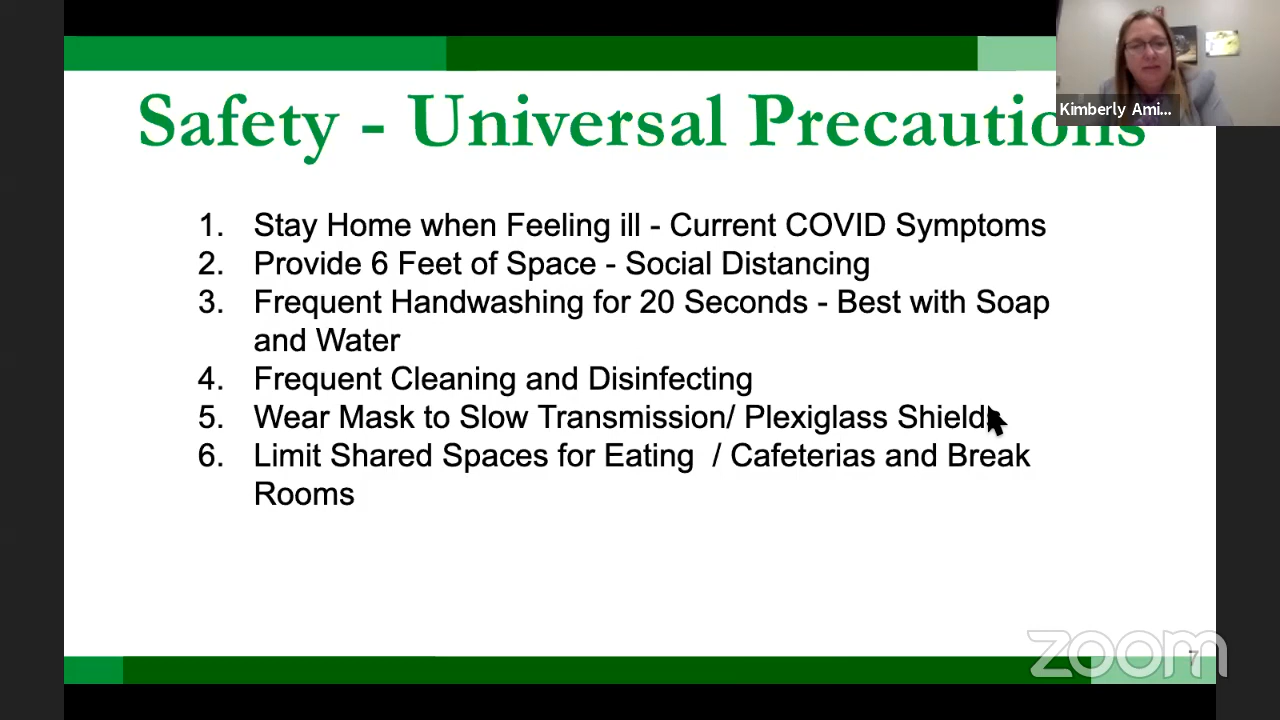 Kimberly Ami...
Safety - Universal Precautions
1. Stay Home when Feeling ill - Current COVID Symptoms
2. Provide 6 Feet of Space - Social Distancing
3. Frequent Handwashing for 20 Seconds - Best with Soap
and Water
4. Frequent Cleaning and Disinfecting
5. Wear Mask to Slow Transmission/ Plexiglass Shields
6. Limit Shared Spaces for Eating / Cafeterias and Break
Rooms
zoom
7